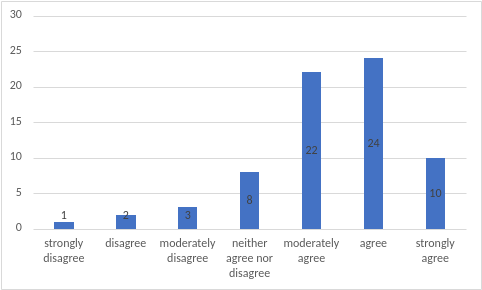 30
25
20
15
10
5
0
1
2
3
8
22
24
10
strongly disagree
disagree
moderately disagree
neither agree nor disagree
moderately agree
agree
strongly agree